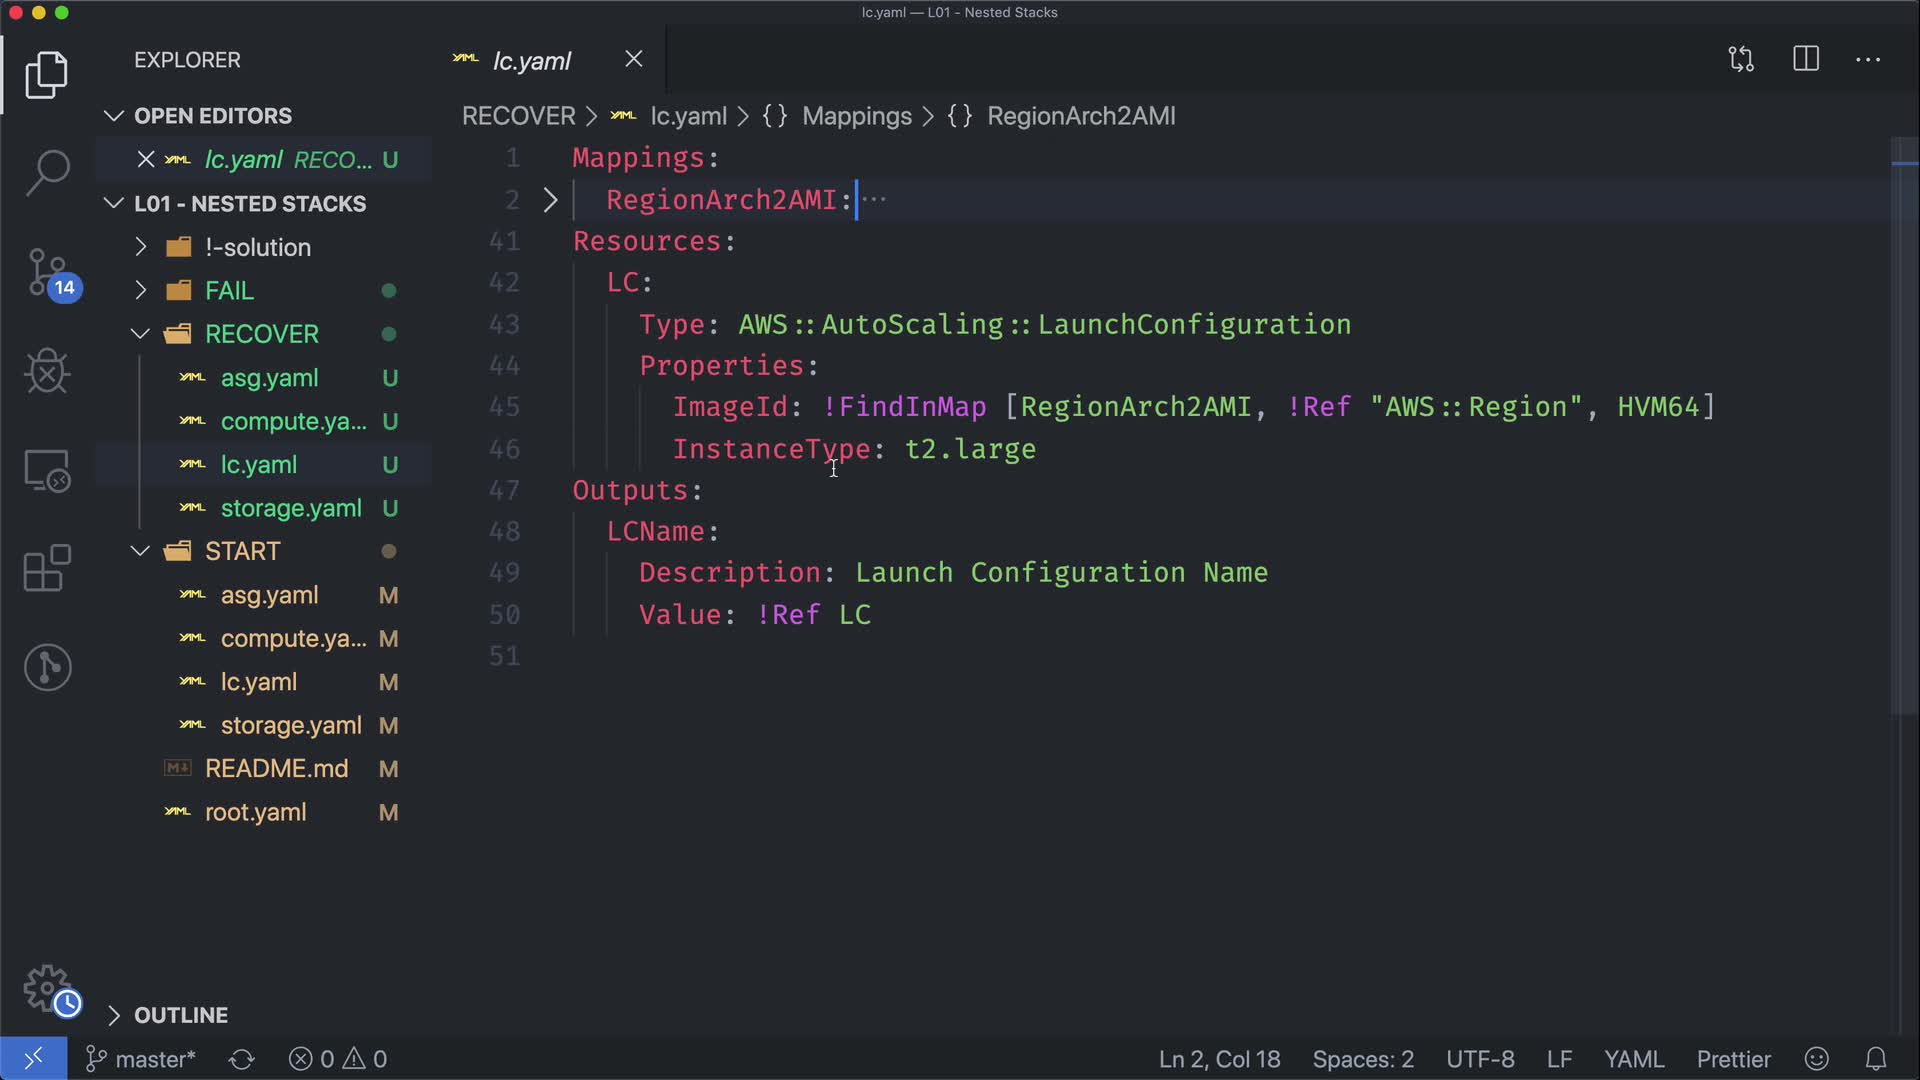 lc.yaml — L01 - Nested Stacks
EXPLORER
OPEN EDITORS
lc.yaml RECO... U
L01 - NESTED STACKS
!-solution
FAIL
RECOVER
asg.yaml U
compute.ya... U
lc.yaml U
storage.yaml U
START
asg.yaml M
compute.ya... M
lc.yaml M
storage.yaml M
README.md M
root.yaml M
OUTLINE
14
lc.yaml
RECOVER > lc.yaml > {} Mappings > {} RegionArch2AMI
1 Mappings:
2 RegionArch2AMI:···
41 Resources:
42 LC:
43 Type: AWS::AutoScaling::LaunchConfiguration
44 Properties:
45 ImageId: !FindInMap [RegionArch2AMI, !Ref "AWS::Region", HVM64]
46 InstanceType: t2.large
47 Outputs:
48 LCName:
49 Description: Launch Configuration Name
50 Value: !Ref LC
51
master* 0 0 Ln 2, Col 18 Spaces: 2 UTF-8 LF YAML Prettier